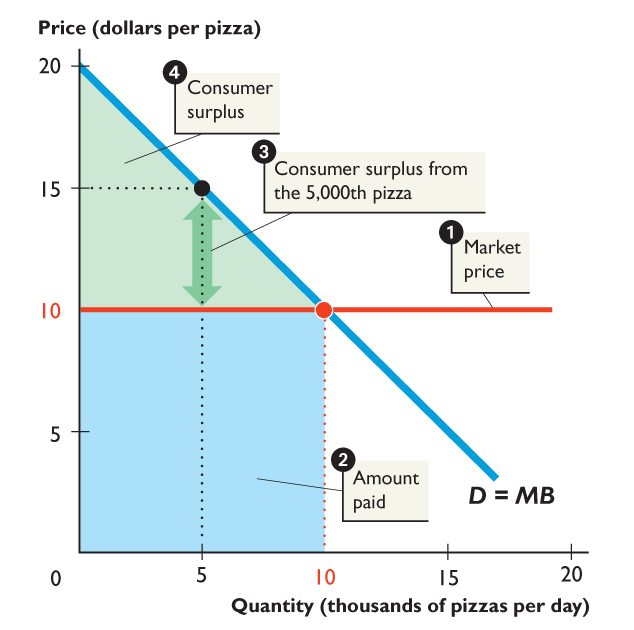 Price (dollars per pizza)
20
4
Consumer
surplus
3
Consumer surplus from
the 5,000th pizza
15
1
Market
price
10
5
2
Amount
paid
D = MB
0
5
10
15
20
Quantity (thousands of pizzas per day)